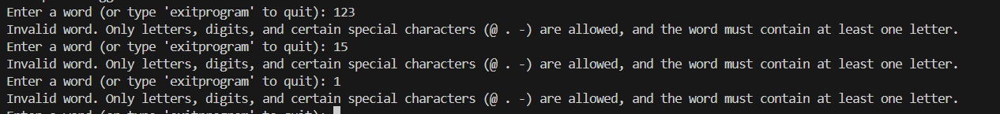 Enter a word (or type 'exitprogram' to quit): 123
Invalid word. Only letters, digits, and certain special characters (@ . -) are allowed, and the word must contain at least one letter.
Enter a word (or type 'exitprogram' to quit): 15
Invalid word. Only letters, digits, and certain special characters (@ . -) are allowed, and the word must contain at least one letter.
Enter a word (or type 'exitprogram' to quit): 1
Invalid word. Only letters, digits, and certain special characters (@ . -) are allowed, and the word must contain at least one letter.
Enter a word (or type 'exitprogram' to quit):